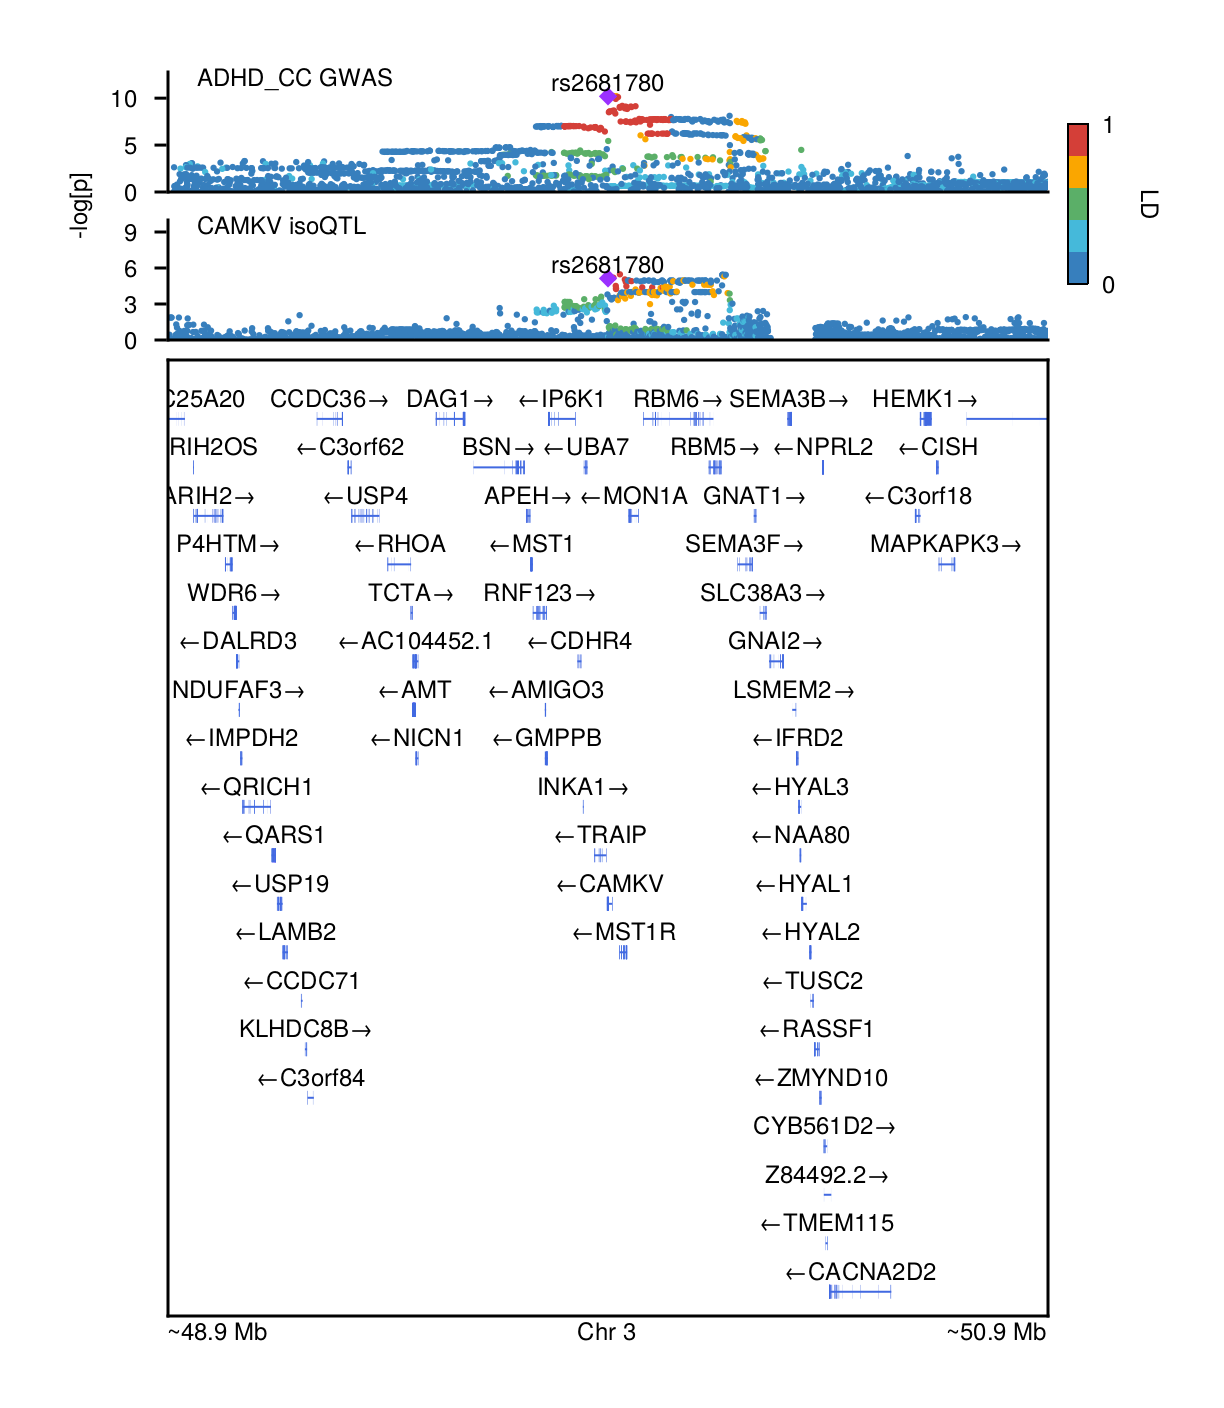 ADHD_CC GWAS
rs2681780
10
5
0
-log[p]
CAMKV isoQTL
rs2681780
9
6
3
0
1
LD
0
C25A20 CCDC36→ DAG1→ ←IP6K1 RBM6→ SEMA3B→ HEMK1→
RIH2OS ←C3orf62 BSN→ ←UBA7 RBM5→ ←NPRL2 ←CISH
ARIH2→ ←USP4 APEH→ ←MON1A GNAT1→ ←C3orf18
P4HTM→ ←RHOA ←MST1 SEMA3F→ MAPKAPK3→
WDR6→ TCTA→ RNF123→ SLC38A3→
←DALRD3 ←AC104452.1 ←CDHR4 GNAI2→
NDUFAF3→ ←AMT ←AMIGO3 LSMEM2→
←IMPDH2 ←NICN1 ←GMPPB ←IFRD2
←QRICH1 INKA1→ ←HYAL3
←QARS1 ←TRAIP ←NAA80
←USP19 ←CAMKV ←HYAL1
←LAMB2 ←MST1R ←HYAL2
←CCDC71 ←TUSC2
KLHDC8B→ ←RASSF1
←C3orf84 ←ZMYND10
CYB561D2→
Z84492.2→
←TMEM115
←CACNA2D2
~48.9 Mb Chr 3 ~50.9 Mb